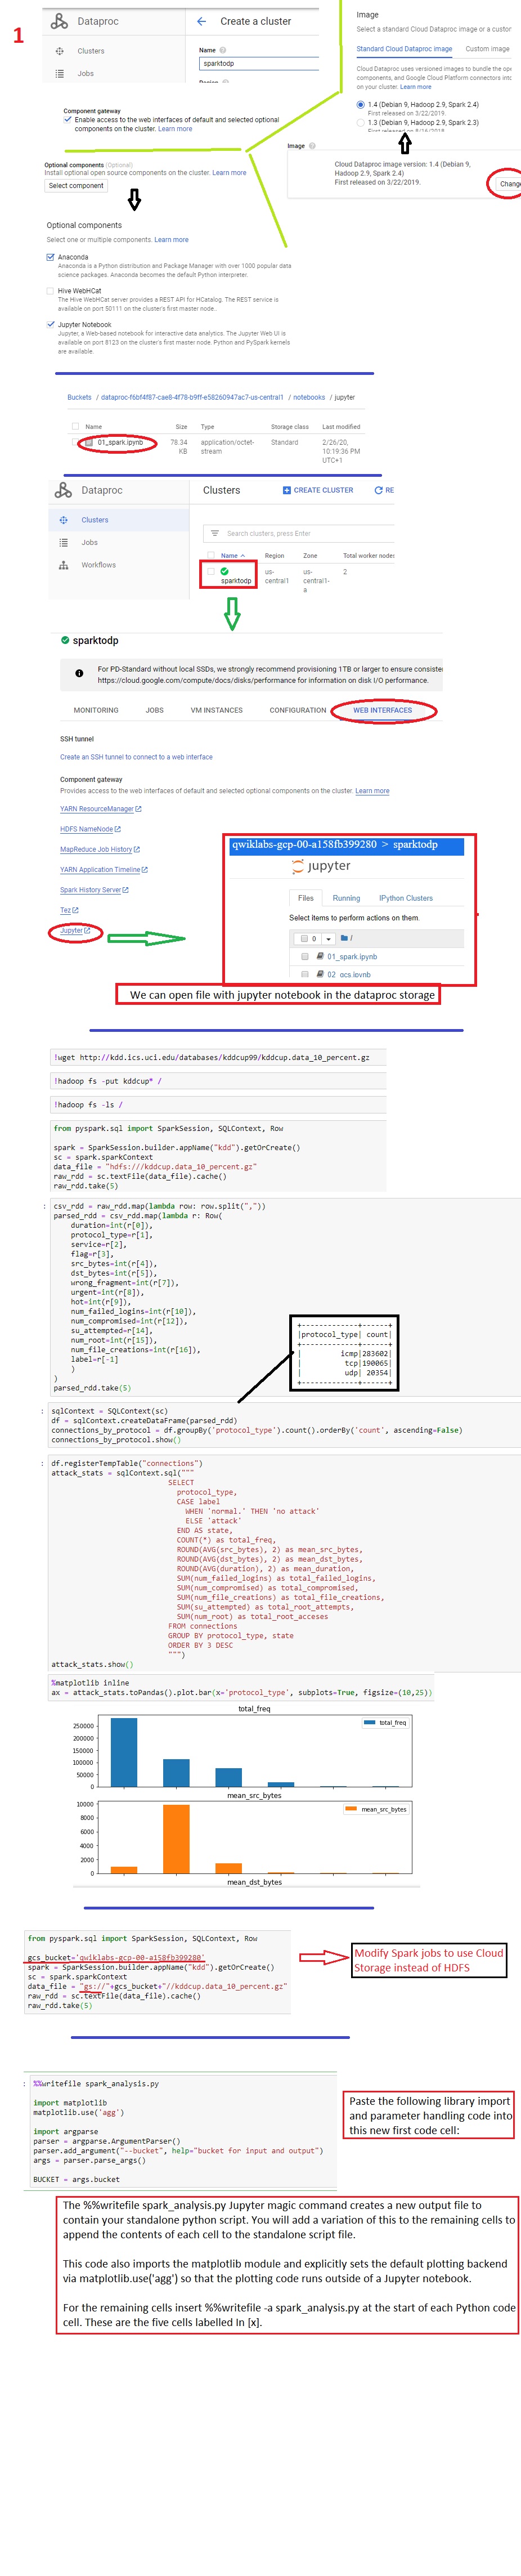 1
Dataproc
Clusters
Jobs
Create a cluster
Name
sparktodp
Component gateway
Enable access to the web interfaces of default and selected optional
components on the cluster. Learn more
Optional components (Optional)
Install optional open source components on the cluster. Learn more
Select component
Image
Select a standard Cloud Dataproc image or a custor
Standard Cloud Dataproc image
Custom image
Cloud Dataproc uses versioned images to bundle the ope
components, and Google Cloud Platform connectors into
on your cluster. Learn more
1.4 (Debian 9, Hadoop 2.9, Spark 2.4)
First released on 3/22/2019.
1.3 (Debian 9, Hadoop 2.9, Spark 2.3)
Image
Cloud Dataproc image version: 1.4 (Debian 9,
Hadoop 2.9, Spark 2.4)
First released on 3/22/2019.
Change
Optional components
Select one or multiple components. Learn more
Anaconda
Anaconda is a Python distribution and Package Manager with over 1000 popular data
science packages. Anaconda becomes the default Python interpreter.
Hive WebHCat
The Hive WebHCat server provides a REST API for HCatalog. The REST service is
available on port 50111 on the cluster's first master node..
Jupyter Notebook
Jupyter, a Web-based notebook for interactive data analytics. The Jupyter Web UI is
available on port 8123 on the cluster's first master node. Python and PySpark kernels
are available.
Buckets / dataproc-f6bf4f87-cae8-4f78-b9ff-e58260947ac7-us-central1 / notebooks / jupyter
Name Size Type Storage class Last modified
01_spark.ipynb 78.34 application/octet- Standard 2/26/20,
KB stream 10:19:36 PM
UTC+1
Dataproc
Clusters
Jobs
Workflows
Clusters CREATE CLUSTER RE
Search clusters, press Enter
Name Region Zone Total worker nodes
sparktodp us-central1 us-central1-a 2
sparktodp
For PD-Standard without local SSDs, we strongly recommend provisioning 1TB or larger to ensure consister
https://cloud.google.com/compute/docs/disks/performance for information on disk I/O performance.
MONITORING JOBS VM INSTANCES CONFIGURATION WEB INTERFACES
SSH tunnel
Create an SSH tunnel to connect to a web interface
Component gateway
Provides access to the web interfaces of default and selected optional components on the cluster. Learn more
YARN ResourceManager
HDFS NameNode
MapReduce Job History
YARN Application Timeline
Spark History Server
Tez
Jupyter
qwiklabs-gcp-00-a158fb399280 > sparktodp
jupyter
Files Running IPython Clusters
Select items to perform actions on them.
0 /
01_spark.ipynb
02_gcs.ipynb
We can open file with jupyter notebook in the dataproc storage
!wget http://kdd.ics.uci.edu/databases/kddcup99/kddcup.data_10_percent.gz
!hadoop fs -put kddcup* /
!hadoop fs -ls /
from pyspark.sql import SparkSession, SQLContext, Row
spark = SparkSession.builder.appName("kdd").getOrCreate()
sc = spark.sparkContext
data_file = "hdfs:///kddcup.data_10_percent.gz"
raw_rdd = sc.textFile(data_file).cache()
raw_rdd.take(5)
csv_rdd = raw_rdd.map(lambda row: row.split(","))
parsed_rdd = csv_rdd.map(lambda r: Row(
duration=int(r[0]),
protocol_type=r[1],
service=r[2],
flag=r[3],
src_bytes=int(r[4]),
dst_bytes=int(r[5]),
wrong_fragment=int(r[7]),
urgent=int(r[8]),
hot=int(r[9]),
num_failed_logins=int(r[10]),
num_compromised=int(r[12]),
su_attempted=r[14],
num_root=int(r[15]),
num_file_creations=int(r[16]),
label=r[-1]
)
)
parsed_rdd.take(5)
+-------------+------+
|protocol_type| count|
+-------------+------+
| icmp|283602|
| tcp|190065|
| udp| 20354|
+-------------+------+
sqlContext = SQLContext(sc)
df = sqlContext.createDataFrame(parsed_rdd)
connections_by_protocol = df.groupBy('protocol_type').count().orderBy('count', ascending=False)
connections_by_protocol.show()
df.registerTempTable("connections")
attack_stats = sqlContext.sql("""
SELECT
protocol_type,
CASE label
WHEN 'normal.' THEN 'no attack'
ELSE 'attack'
END AS state,
COUNT(*) as total_freq,
ROUND(AVG(src_bytes), 2) as mean_src_bytes,
ROUND(AVG(dst_bytes), 2) as mean_dst_bytes,
ROUND(AVG(duration), 2) as mean_duration,
SUM(num_failed_logins) as total_failed_logins,
SUM(num_compromised) as total_compromised,
SUM(num_file_creations) as total_file_creations,
SUM(su_attempted) as total_root_attempts,
SUM(num_root) as total_root_acceses
FROM connections
GROUP BY protocol_type, state
ORDER BY 3 DESC
""")
attack_stats.show()
%matplotlib inline
ax = attack_stats.toPandas().plot.bar(x='protocol_type', subplots=True, figsize=(10,25))
total_freq
total_freq
250000
200000
150000
100000
50000
0
mean_src_bytes
mean_src_bytes
10000
8000
6000
4000
2000
0
mean_dst_bytes
from pyspark.sql import SparkSession, SQLContext, Row
gcs_bucket='qwiklabs-gcp-00-a158fb399280'
spark = SparkSession.builder.appName("kdd").getOrCreate()
sc = spark.sparkContext
data_file = "gs://"+gcs_bucket+"//kddcup.data_10_percent.gz"
raw_rdd = sc.textFile(data_file).cache()
raw_rdd.take(5)
Modify Spark jobs to use Cloud
Storage instead of HDFS
%%writefile spark_analysis.py
import matplotlib
matplotlib.use('agg')
import argparse
parser = argparse.ArgumentParser()
parser.add_argument("--bucket", help="bucket for input and output")
args = parser.parse_args()
BUCKET = args.bucket
Paste the following library import
and parameter handling code into
this new first code cell:
The %%writefile spark_analysis.py Jupyter magic command creates a new output file to
contain your standalone python script. You will add a variation of this to the remaining cells to
append the contents of each cell to the standalone script file.
This code also imports the matplotlib module and explicitly sets the default plotting backend
via matplotlib.use('agg') so that the plotting code runs outside of a Jupyter notebook.
For the remaining cells insert %%writefile -a spark_analysis.py at the start of each Python code
cell. These are the five cells labelled In [x].